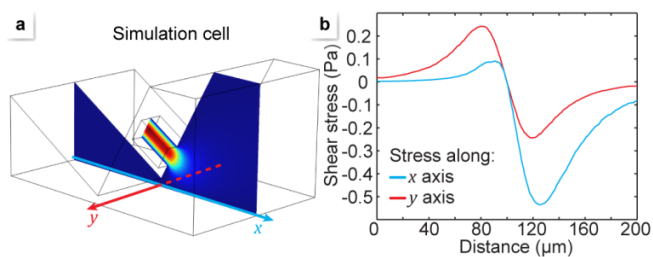 a
Simulation cell
y
x
b
Shear stress (Pa)
0.2
0.1
0
-0.1
-0.2
-0.3
-0.4
-0.5
Stress along:
x axis
y axis
0 40 80 120 160 200
Distance (μm)